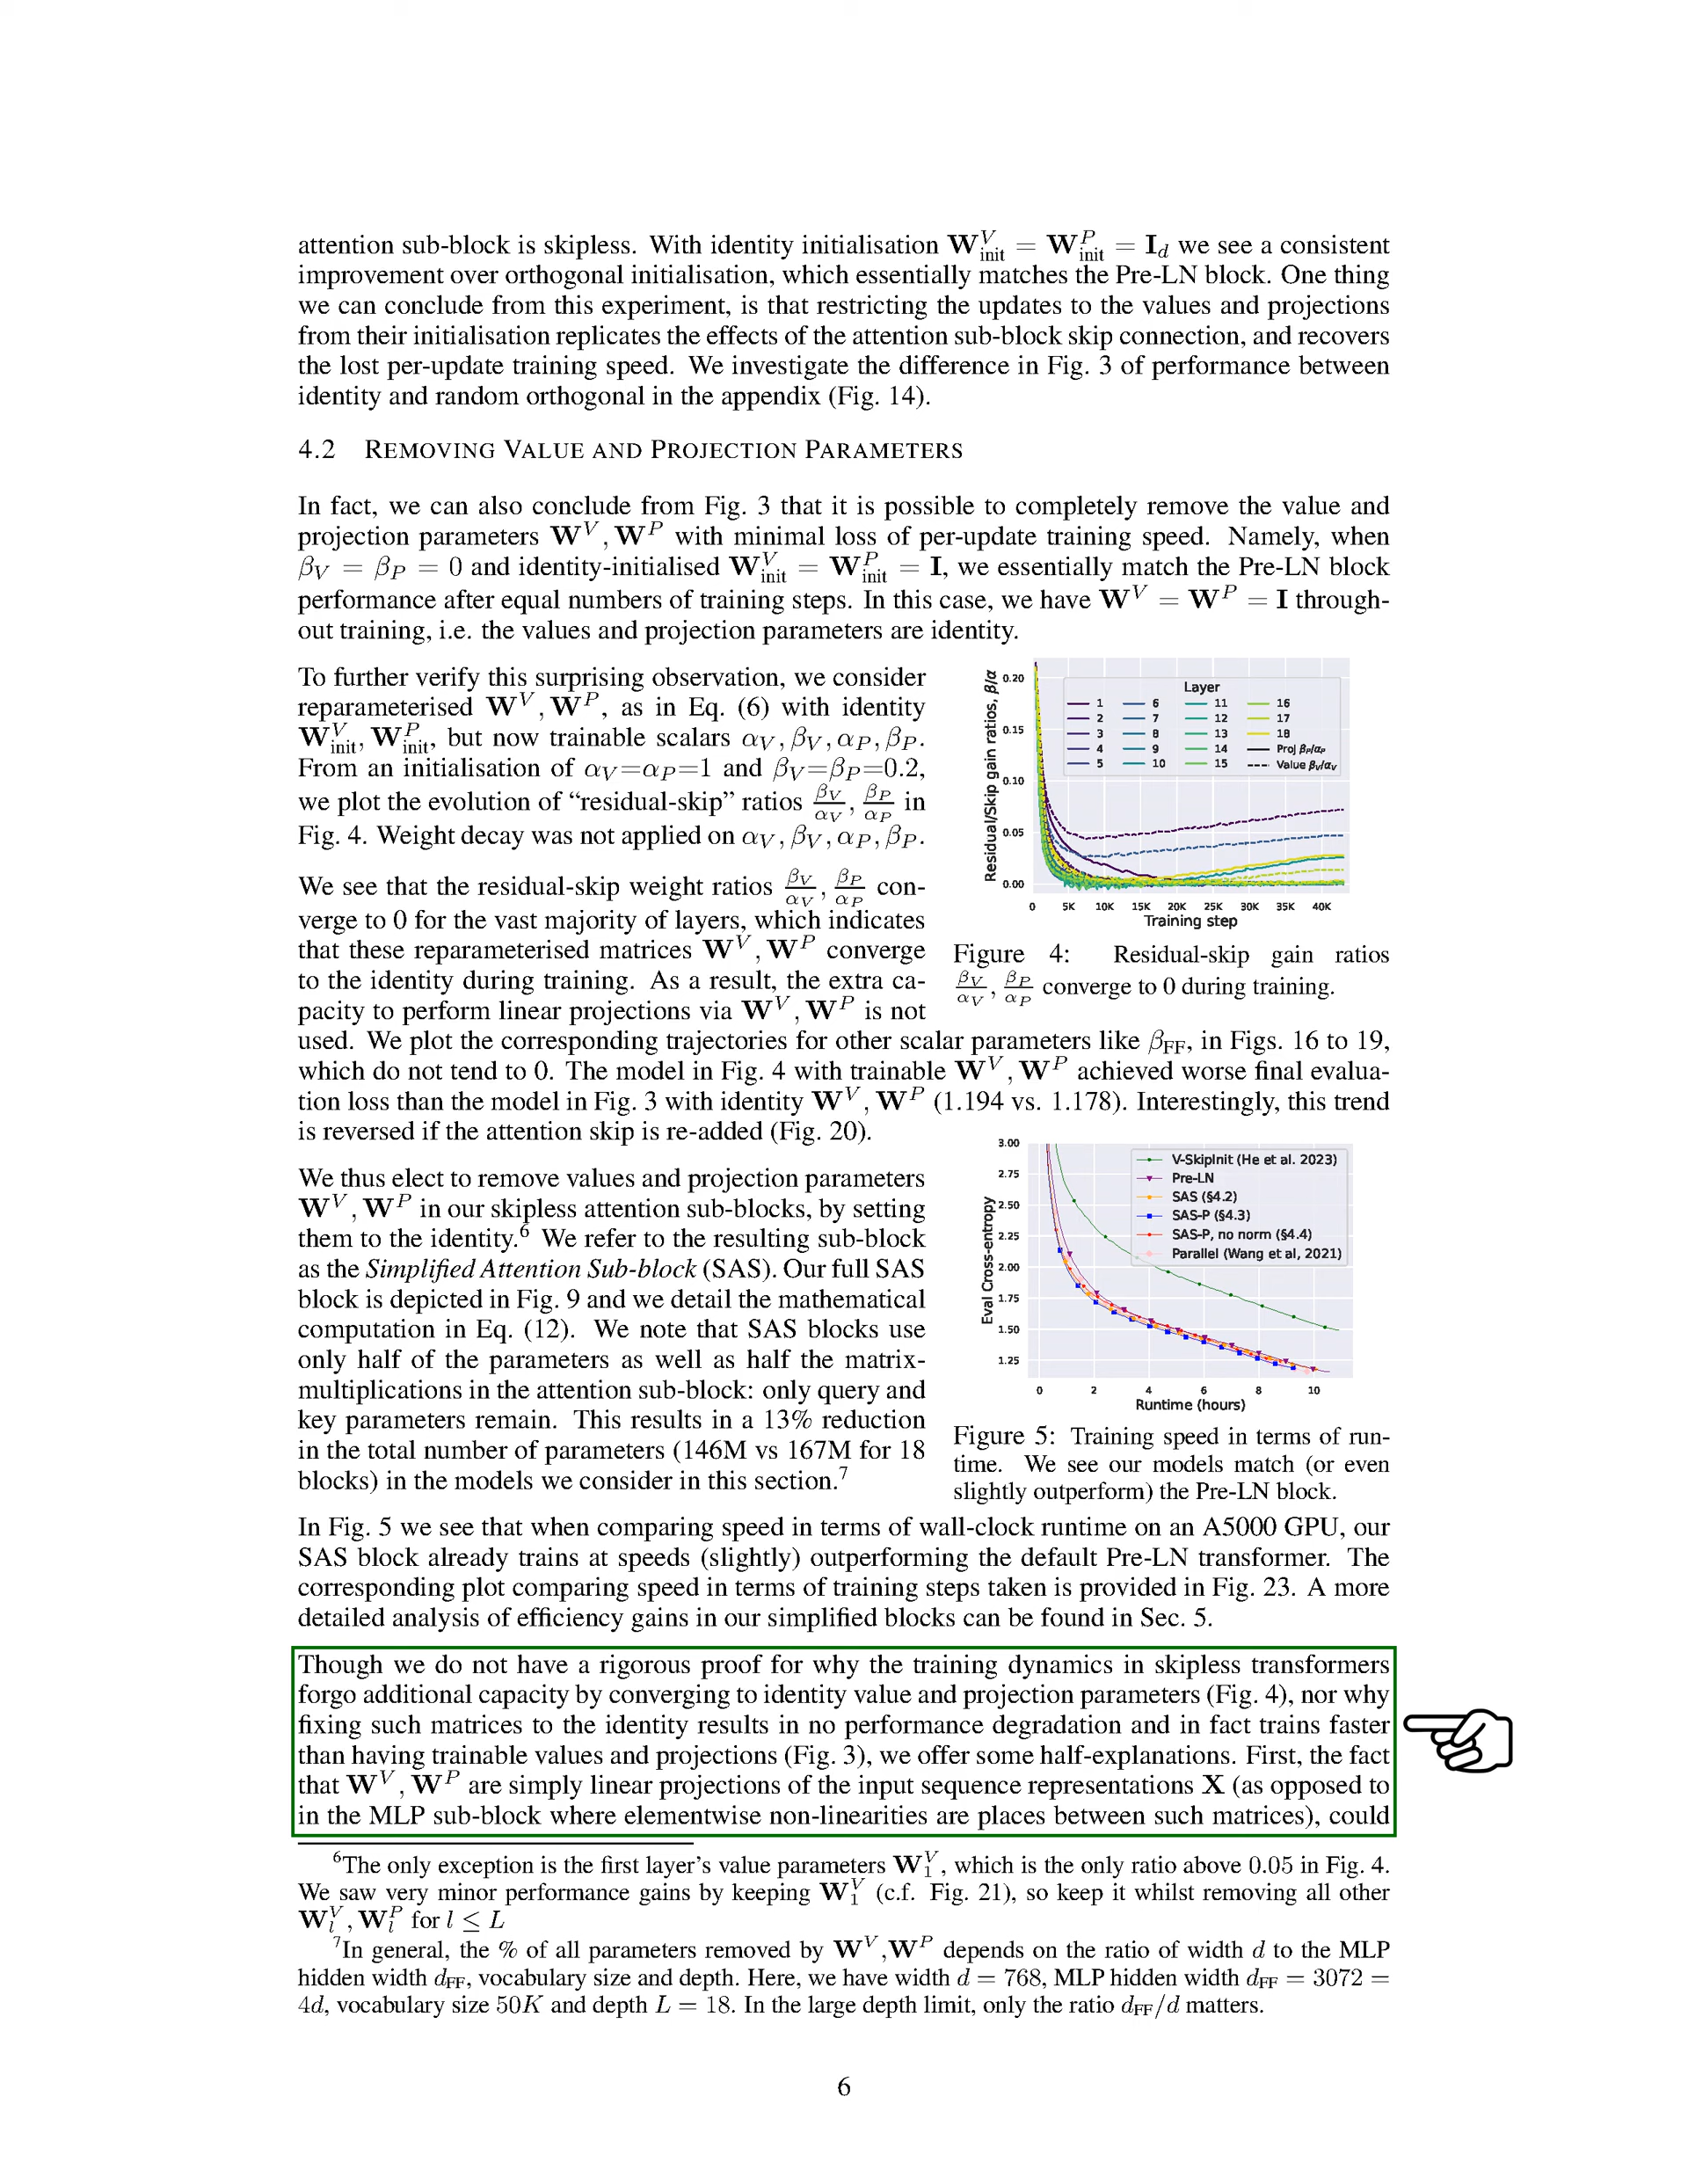 attention sub-block is skipless. With identity initialisation W^V_init = W^P_init = I_d we see a consistent
improvement over orthogonal initialisation, which essentially matches the Pre-LN block. One thing
we can conclude from this experiment, is that restricting the updates to the values and projections
from their initialisation replicates the effects of the attention sub-block skip connection, and recovers
the lost per-update training speed. We investigate the difference in Fig. 3 of performance between
identity and random orthogonal in the appendix (Fig. 14).
4.2 REMOVING VALUE AND PROJECTION PARAMETERS
In fact, we can also conclude from Fig. 3 that it is possible to completely remove the value and
projection parameters W^V, W^P with minimal loss of per-update training speed. Namely, when
β_V = β_P = 0 and identity-initialised W^V_init = W^P_init = I, we essentially match the Pre-LN block
performance after equal numbers of training steps. In this case, we have W^V = W^P = I through-
out training, i.e. the values and projection parameters are identity.
To further verify this surprising observation, we consider
reparameterised W^V, W^P, as in Eq. (6) with identity
W^V_init, W^P_init, but now trainable scalars α_V, β_V, α_P, β_P.
From an initialisation of α_V=α_P=1 and β_V=β_P=0.2,
we plot the evolution of “residual-skip” ratios β_V/α_V, β_P/α_P in
Fig. 4. Weight decay was not applied on α_V, β_V, α_P, β_P.
We see that the residual-skip weight ratios β_V/α_V, β_P/α_P con-
verge to 0 for the vast majority of layers, which indicates
that these reparameterised matrices W^V, W^P converge
to the identity during training. As a result, the extra ca-
pacity to perform linear projections via W^V, W^P is not
used. We plot the corresponding trajectories for other scalar parameters like β_FF, in Figs. 16 to 19,
which do not tend to 0. The model in Fig. 4 with trainable W^V, W^P achieved worse final evalua-
tion loss than the model in Fig. 3 with identity W^V, W^P (1.194 vs. 1.178). Interestingly, this trend
is reversed if the attention skip is re-added (Fig. 20).
Residual/Skip gain ratios, β/α
0.20
0.15
0.10
0.05
0.00
Layer
1 6 11 16
2 7 12 17
3 8 13 18
4 9 14 Proj β_P/α_P
5 10 15 Value β_V/α_V
0 5K 10K 15K 20K 25K 30K 35K 40K
Training step
Figure 4: Residual-skip gain ratios
β_V/α_V, β_P/α_P converge to 0 during training.
We thus elect to remove values and projection parameters
W^V, W^P in our skipless attention sub-blocks, by setting
them to the identity.⁶ We refer to the resulting sub-block
as the Simplified Attention Sub-block (SAS). Our full SAS
block is depicted in Fig. 9 and we detail the mathematical
computation in Eq. (12). We note that SAS blocks use
only half of the parameters as well as half the matrix-
multiplications in the attention sub-block: only query and
key parameters remain. This results in a 13% reduction
in the total number of parameters (146M vs 167M for 18
blocks) in the models we consider in this section.⁷
Eval Cross-entropy
3.00
2.75
2.50
2.25
2.00
1.75
1.50
1.25
V-SkipInit (He et al. 2023)
Pre-LN
SAS (§4.2)
SAS-P (§4.3)
SAS-P, no norm (§4.4)
Parallel (Wang et al, 2021)
0 2 4 6 8 10
Runtime (hours)
Figure 5: Training speed in terms of run-
time. We see our models match (or even
slightly outperform) the Pre-LN block.
In Fig. 5 we see that when comparing speed in terms of wall-clock runtime on an A5000 GPU, our
SAS block already trains at speeds (slightly) outperforming the default Pre-LN transformer. The
corresponding plot comparing speed in terms of training steps taken is provided in Fig. 23. A more
detailed analysis of efficiency gains in our simplified blocks can be found in Sec. 5.
Though we do not have a rigorous proof for why the training dynamics in skipless transformers
forgo additional capacity by converging to identity value and projection parameters (Fig. 4), nor why
fixing such matrices to the identity results in no performance degradation and in fact trains faster
than having trainable values and projections (Fig. 3), we offer some half-explanations. First, the fact
that W^V, W^P are simply linear projections of the input sequence representations X (as opposed to
in the MLP sub-block where elementwise non-linearities are places between such matrices), could
⁶The only exception is the first layer’s value parameters W^V_1, which is the only ratio above 0.05 in Fig. 4.
We saw very minor performance gains by keeping W^V_1 (c.f. Fig. 21), so keep it whilst removing all other
W^V_l, W^P_l for l ≤ L
⁷In general, the % of all parameters removed by W^V,W^P depends on the ratio of width d to the MLP
hidden width d_FF, vocabulary size and depth. Here, we have width d = 768, MLP hidden width d_FF = 3072 =
4d, vocabulary size 50K and depth L = 18. In the large depth limit, only the ratio d_FF/d matters.
6